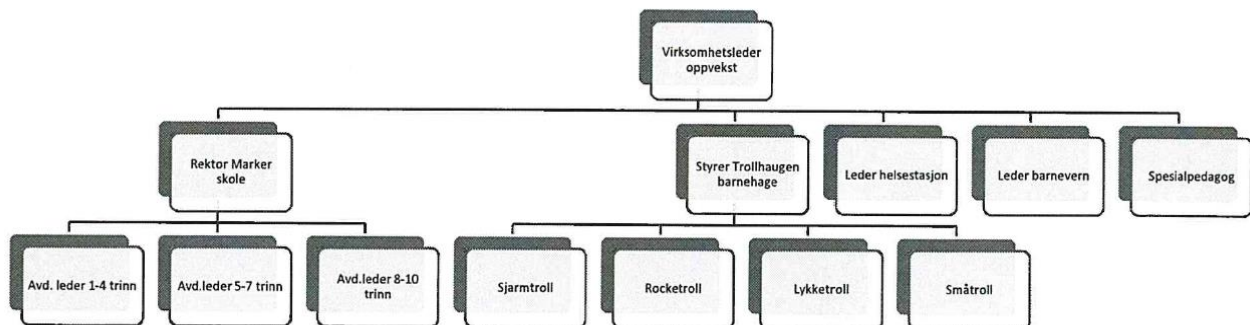 Virksomhetsleder
oppvekst
Rektor Marker
skole
Styrer Trollhaugen
barnehage
Leder helsestasjon
Leder barnevern
Spesialpedagog
Avd. leder 1-4 trinn
Avd.leder 5-7 trinn
Avd.leder 8-10
trinn
Sjarmtroll
Rocketroll
Lykketroll
Småtroll